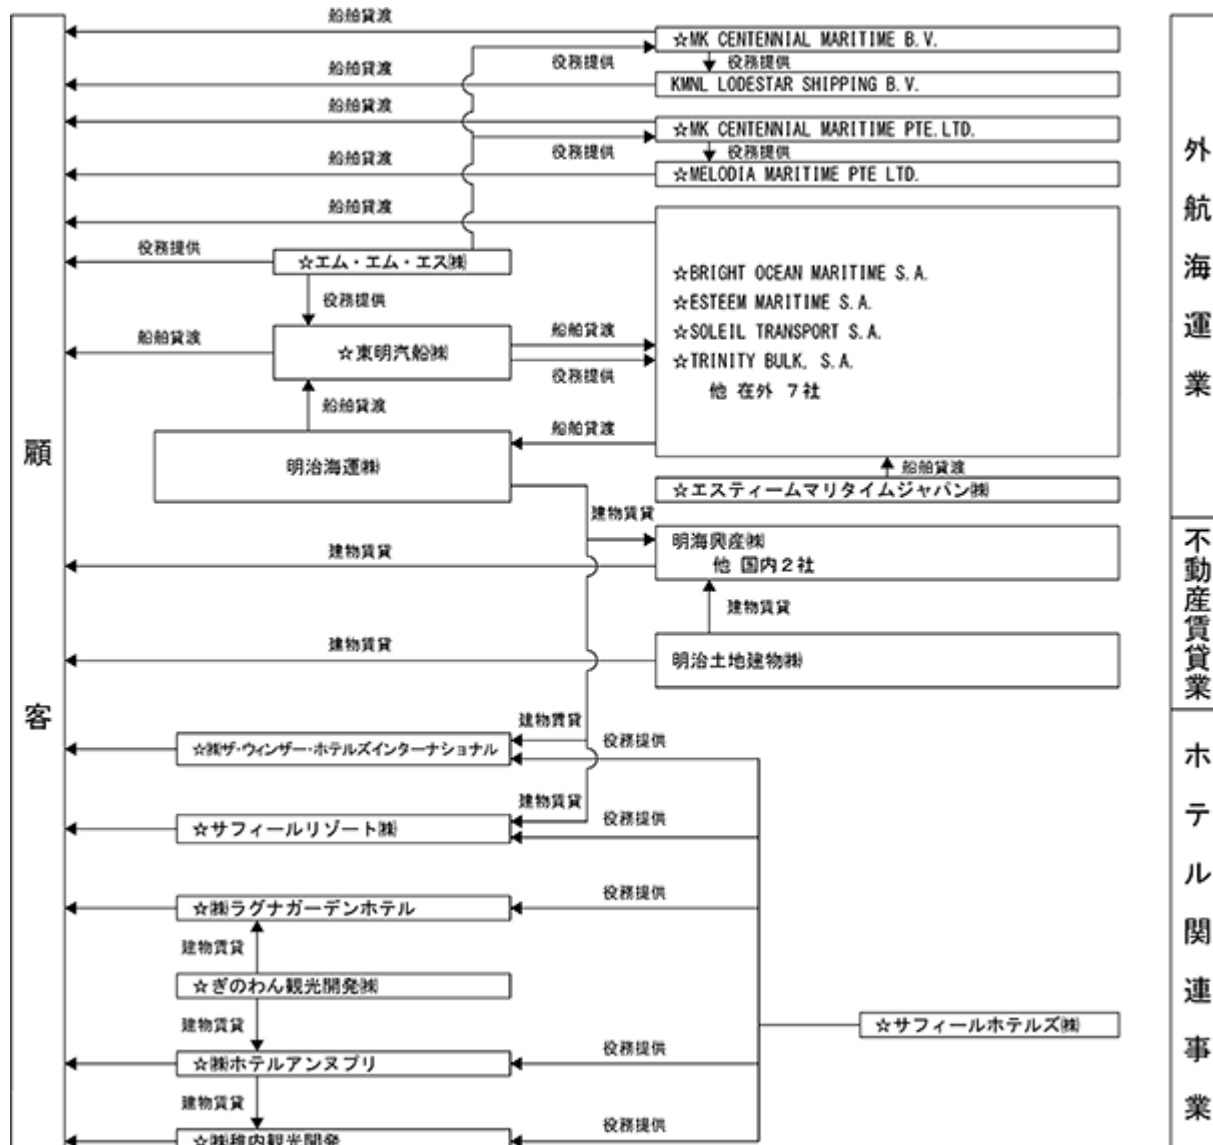 船舶貸渡
☆MK CENTENNIAL MARITIME B.V.
役務提供
役務提供
船舶貸渡
KMNL LODESTAR SHIPPING B.V.
船舶貸渡
☆MK CENTENNIAL MARITIME PTE.LTD.
役務提供
役務提供
船舶貸渡
☆MELODIA MARITIME PTE LTD.
船舶貸渡
役務提供
☆エム・エム・エス㈱
役務提供
☆BRIGHT OCEAN MARITIME S.A.
☆ESTEEM MARITIME S.A.
☆SOLEIL TRANSPORT S.A.
☆TRINITY BULK, S.A.
他 在外 7社
船舶貸渡
☆東明汽船㈱
船舶貸渡
役務提供
船舶貸渡
船舶貸渡
明治海運㈱
船舶貸渡
☆エスティームマリタイムジャパン㈱
建物賃貸
明海興産㈱
他 国内2社
建物賃貸
建物賃貸
建物賃貸
明治土地建物㈱
建物賃貸
☆㈱ザ・ウィンザー・ホテルズインターナショナル
役務提供
建物賃貸
☆サフィールリゾート㈱
役務提供
☆㈱ラグナガーデンホテル
役務提供
建物賃貸
☆ぎのわん観光開発㈱
建物賃貸
☆サフィールホテルズ㈱
☆㈱ホテルアンヌプリ
役務提供
建物賃貸
☆㈱稚内観光開発
役務提供
顧客
外航海運業
不動産賃貸業
ホテル関連事業